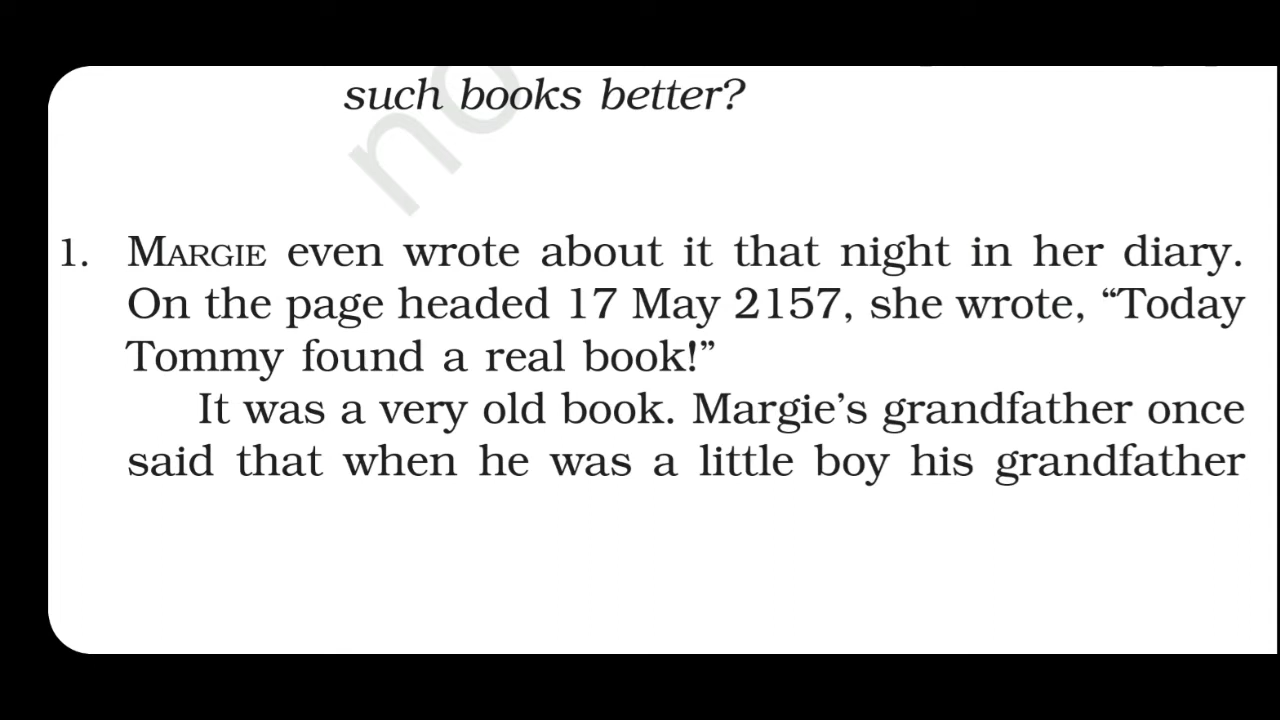 such books better?
1. MARGIE even wrote about it that night in her diary.
On the page headed 17 May 2157, she wrote, “Today
Tommy found a real book!”
It was a very old book. Margie’s grandfather once
said that when he was a little boy his grandfather